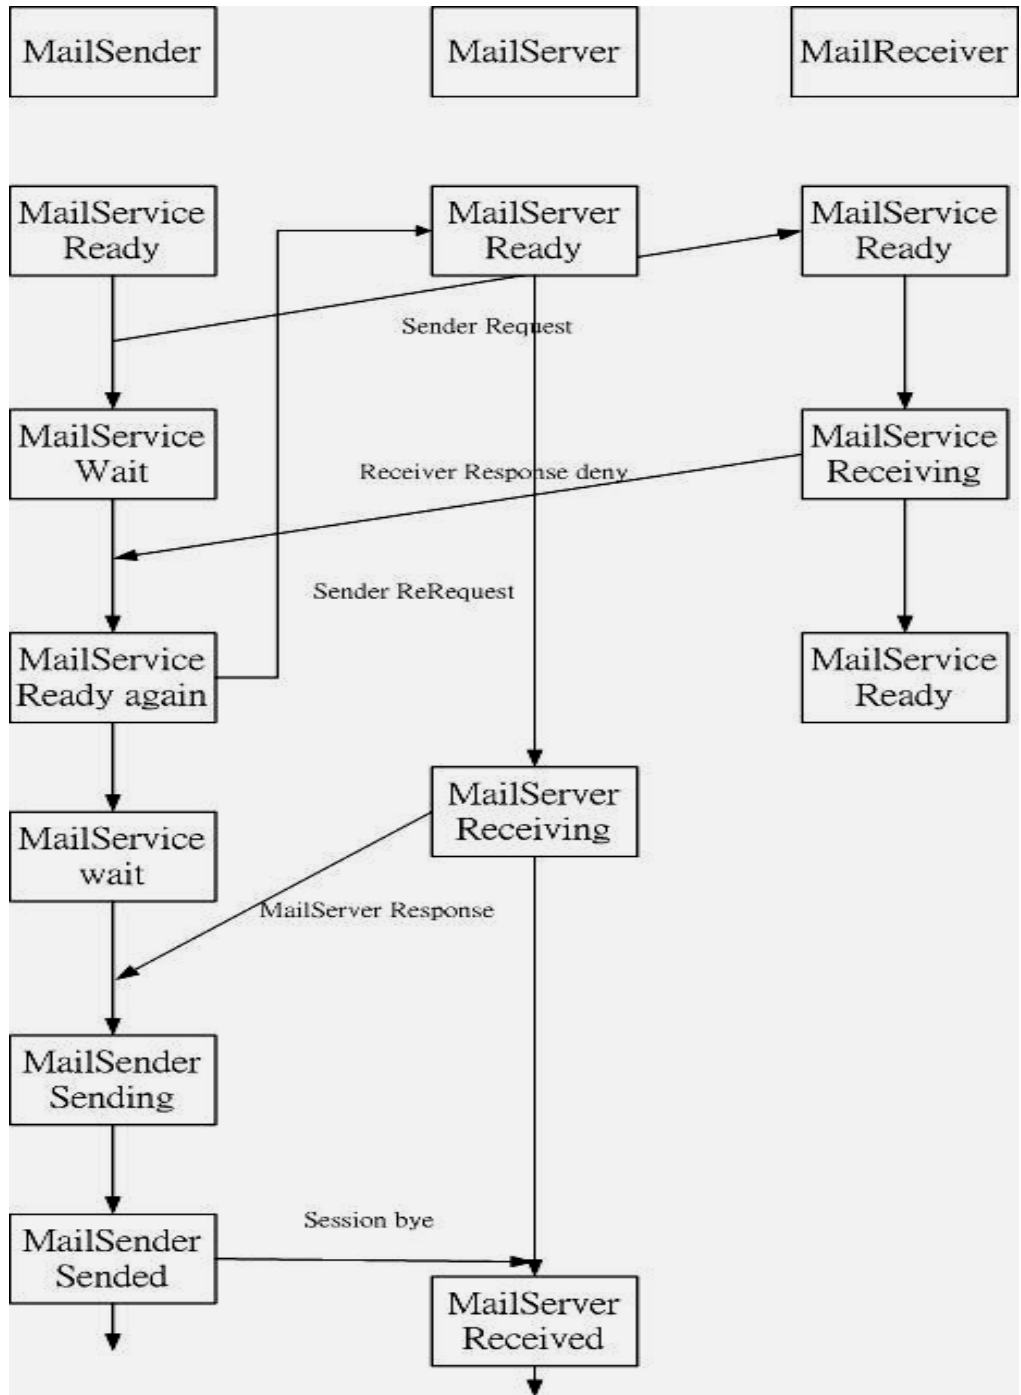 MailSender
MailServer
MailReceiver
MailService
Ready
MailServer
Ready
MailService
Ready
Sender Request
MailService
Wait
Receiver Response deny
MailService
Receiving
Sender ReRequest
MailService
Ready again
MailService
Ready
MailServer
Receiving
MailService
wait
MailServer Response
MailSender
Sending
MailSender
Sended
Session bye
MailServer
Received